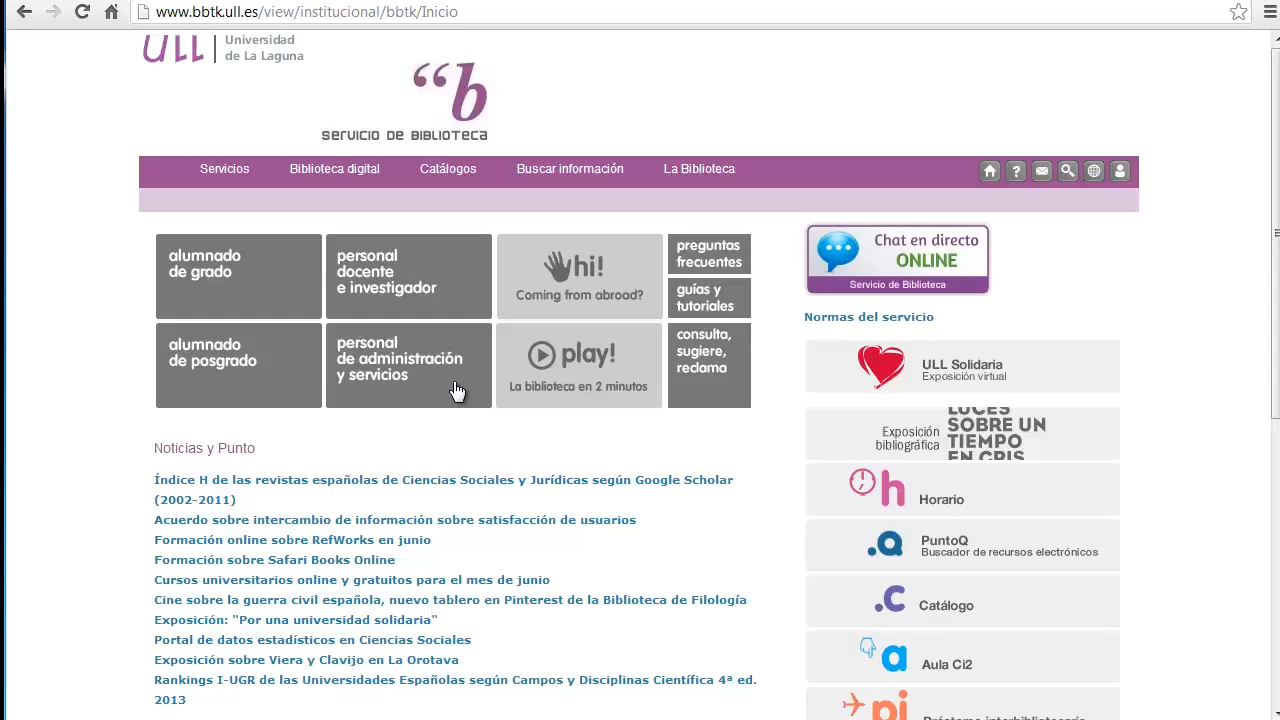 www.bbtk.ull.es/view/institucional/bbtk/Inicio
ULL
Universidad
de La Laguna
“b
SERVICIO DE BIBLIOTECA
Servicios
Biblioteca digital
Catálogos
Buscar información
La Biblioteca
?
alumnado
de grado
personal
docente
e investigador
hi!
Coming from abroad?
preguntas
frecuentes
guías y
tutoriales
alumnado
de posgrado
personal
de administración
y servicios
play!
La biblioteca en 2 minutos
consulta,
sugiere,
reclama
Noticias y Punto
Índice H de las revistas españolas de Ciencias Sociales y Jurídicas según Google Scholar
(2002-2011)
Acuerdo sobre intercambio de información sobre satisfacción de usuarios
Formación online sobre RefWorks en junio
Formación sobre Safari Books Online
Cursos universitarios online y gratuitos para el mes de junio
Cine sobre la guerra civil española, nuevo tablero en Pinterest de la Biblioteca de Filología
Exposición: "Por una universidad solidaria"
Portal de datos estadísticos en Ciencias Sociales
Exposición sobre Viera y Clavijo en La Orotava
Rankings I-UGR de las Universidades Españolas según Campos y Disciplinas Científica 4ª ed.
2013
Chat en directo
ONLINE
Servicio de Biblioteca
Normas del servicio
ULL Solidaria
Exposición virtual
Exposición
bibliográfica
LUCES
SOBRE UN
TIEMPO
EN CRIS
h
Horario
.a
PuntoQ
Buscador de recursos electrónicos
.c
Catálogo
a
Aula Ci2
pi
Préstamo interbibliotecario